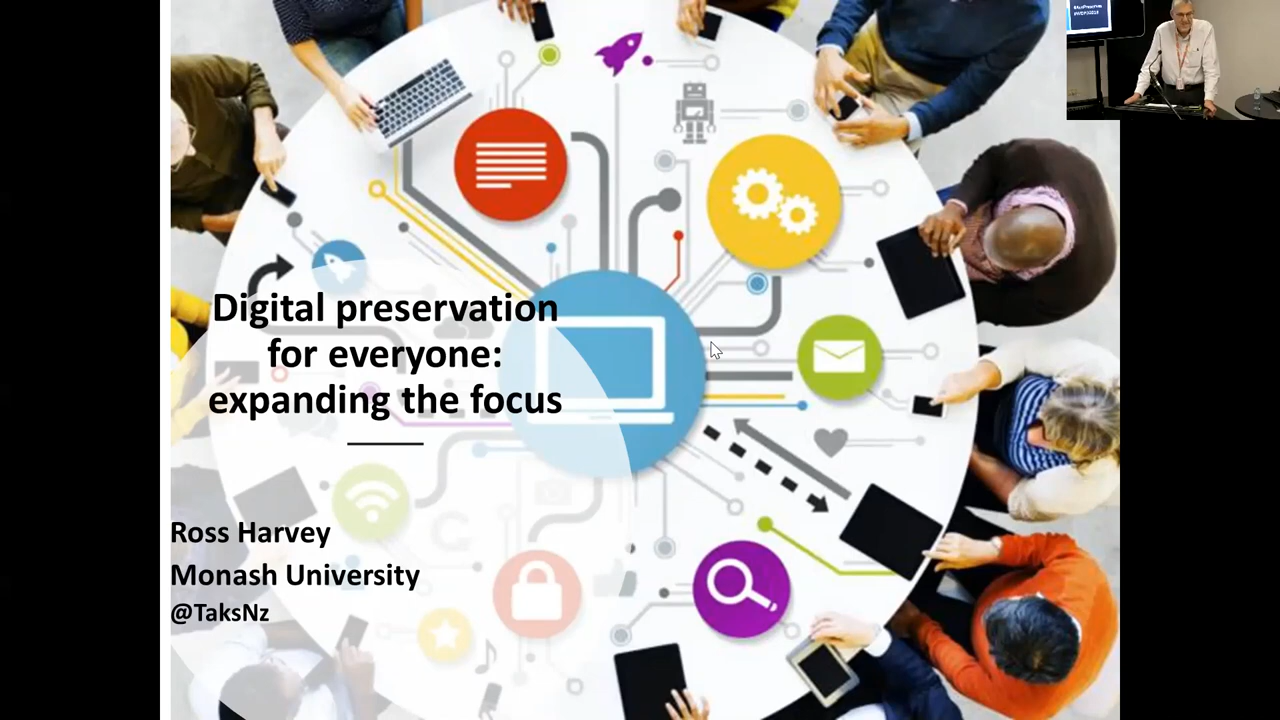 Digital preservation
for everyone:
expanding the focus
Ross Harvey
Monash University
@TaksNz